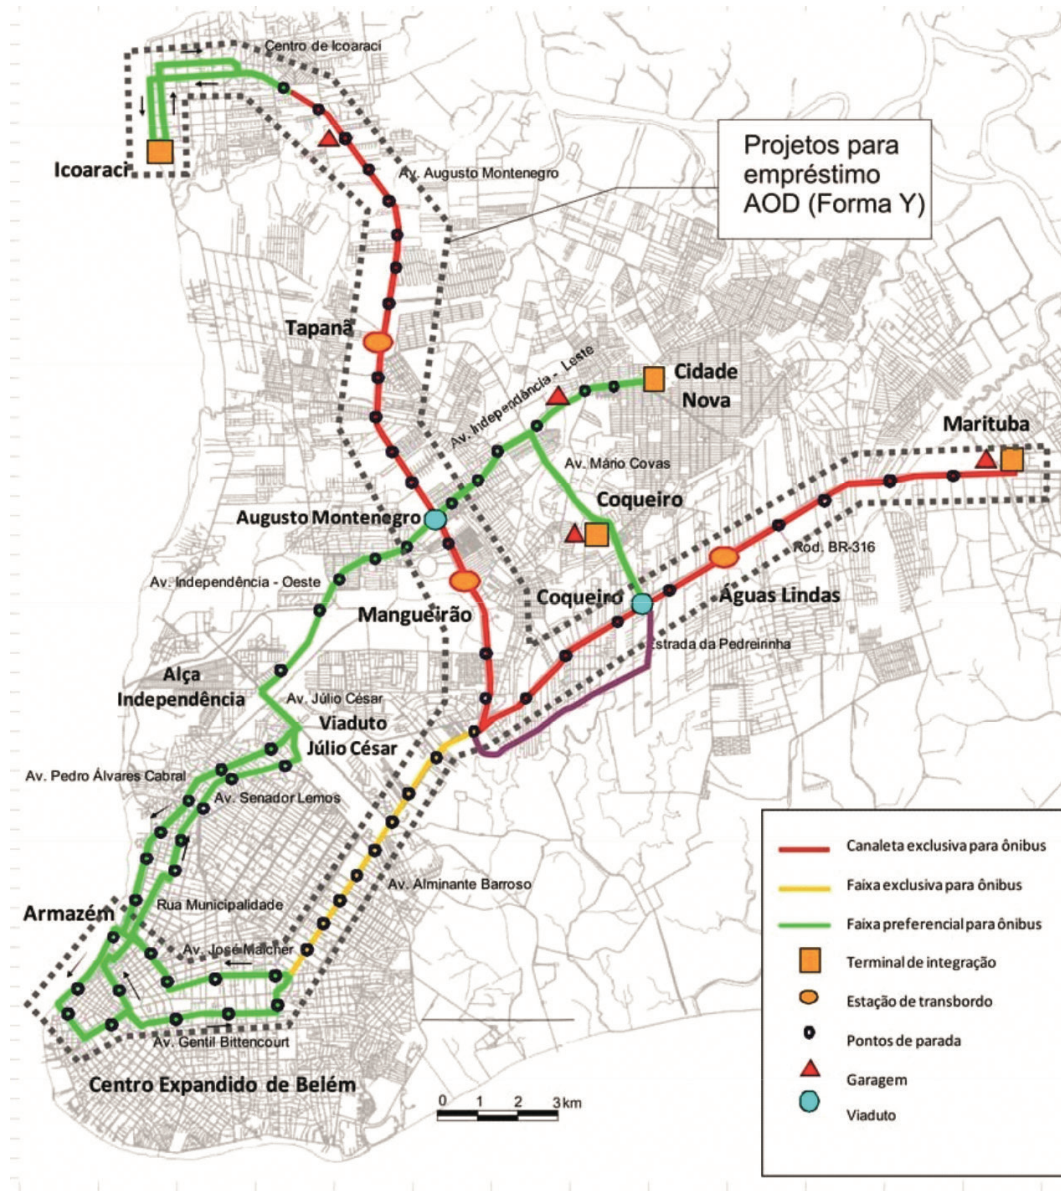 Centro de Icoaraci
Projetos para
empréstimo
AOD (Forma Y)
Icoaraci
Av. Augusto Montenegro
Tapanã
Av. Independência - Leste
Cidade
Nova
Marituba
Av. Mário Covas
Coqueiro
Augusto Montenegro
Rod. BR-316
Av. Independência - Oeste
Mangueirão
Coqueiro
Águas Lindas
Estrada da Pedreirinha
Alça
Independência
Av. Júlio César
Viaduto
Júlio César
Av. Pedro Álvares Cabral
Av. Senador Lemos
Av. Alminante Barroso
Armazém
Rua Municipalidade
Av. José Malcher
Av. Gentil Bittencourt
Centro Expandido de Belém
0 1 2 3 km
Canaleta exclusiva para ônibus
Faixa exclusiva para ônibus
Faixa preferencial para ônibus
Terminal de integração
Estação de transbordo
Pontos de parada
Garagem
Viaduto